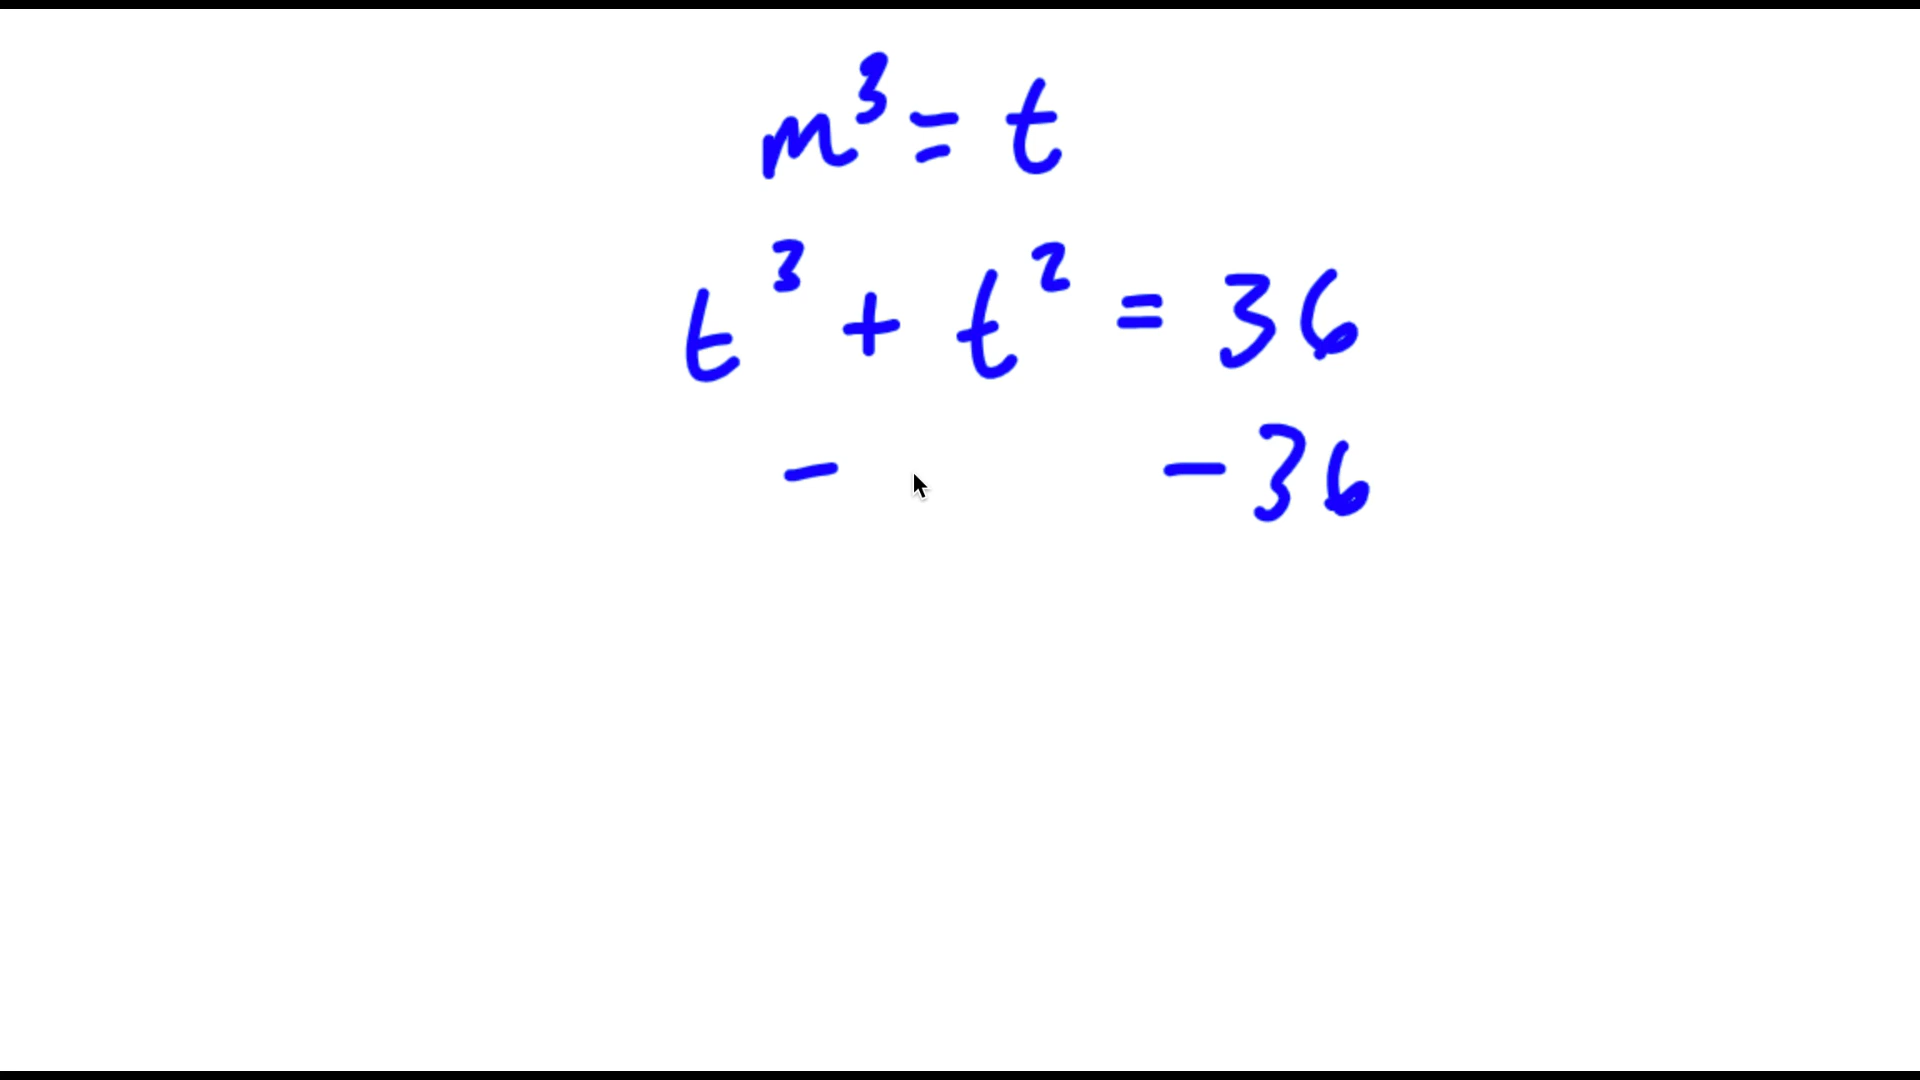 m³ = t
t³ + t² = 36
- -36